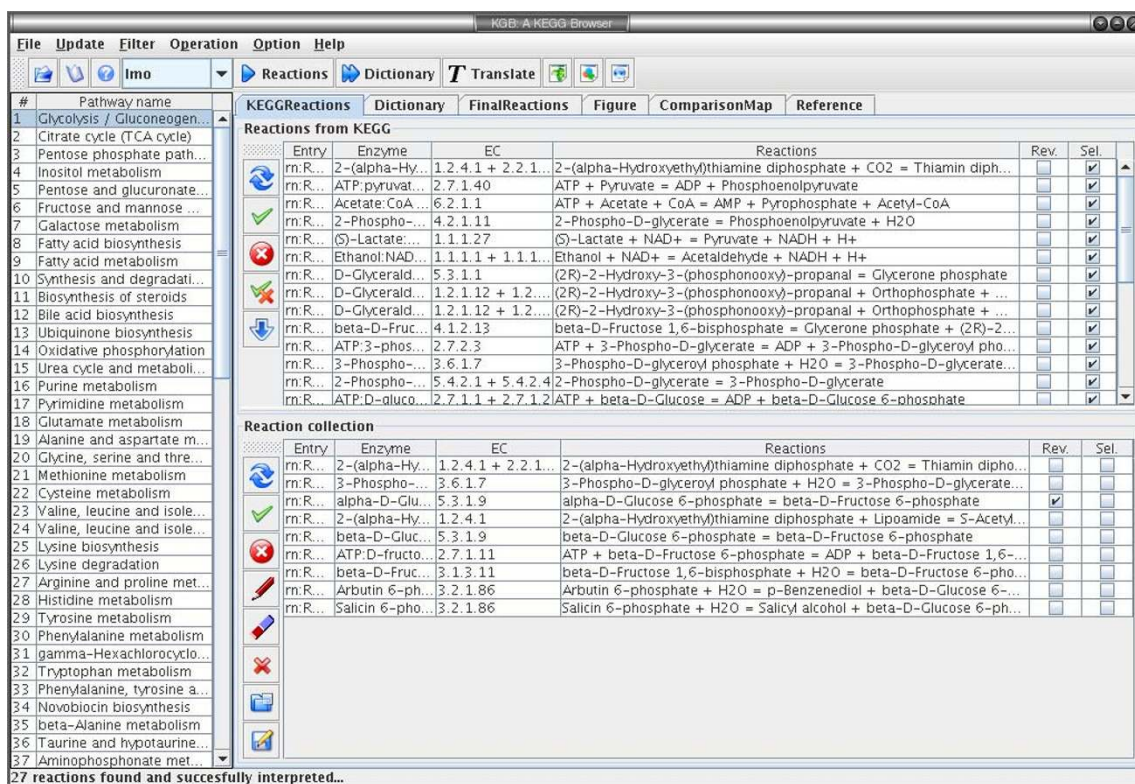 KGB: A KEGG Browser
File Update Filter Operation Option Help
lmo Reactions Dictionary T Translate
# Pathway name
1 Glycolysis / Gluconeogen...
2 Citrate cycle (TCA cycle)
3 Pentose phosphate path...
4 Inositol metabolism
5 Pentose and glucuronate...
6 Fructose and mannose ...
7 Galactose metabolism
8 Fatty acid biosynthesis
9 Fatty acid metabolism
10 Synthesis and degradati...
11 Biosynthesis of steroids
12 Bile acid biosynthesis
13 Ubiquinone biosynthesis
14 Oxidative phosphorylation
15 Urea cycle and metaboli...
16 Purine metabolism
17 Pyrimidine metabolism
18 Glutamate metabolism
19 Alanine and aspartate m...
20 Glycine, serine and thre...
21 Methionine metabolism
22 Cysteine metabolism
23 Valine, leucine and isole...
24 Valine, leucine and isole...
25 Lysine biosynthesis
26 Lysine degradation
27 Arginine and proline met...
28 Histidine metabolism
29 Tyrosine metabolism
30 Phenylalanine metabolism
31 gamma-Hexachlorocyclo...
32 Tryptophan metabolism
33 Phenylalanine, tyrosine a...
34 Novobiocin biosynthesis
35 beta-Alanine metabolism
36 Taurine and hypotaurine...
37 Aminophosphonate met...
KEGGReactions Dictionary FinalReactions Figure ComparisonMap Reference
Reactions from KEGG
Entry Enzyme EC Reactions Rev. Sel.
rn:R... 2-(alpha-Hy... 1.2.4.1 + 2.2.1... 2-(alpha-Hydroxyethyl)thiamine diphosphate + CO2 = Thiamin diph...
rn:R... ATP:pyruvat... 2.7.1.40 ATP + Pyruvate = ADP + Phosphoenolpyruvate
rn:R... Acetate:CoA ... 6.2.1.1 ATP + Acetate + CoA = AMP + Pyrophosphate + Acetyl-CoA
rn:R... 2-Phospho-... 4.2.1.11 2-Phospho-D-glycerate = Phosphoenolpyruvate + H2O
rn:R... (S)-Lactate:... 1.1.1.27 (S)-Lactate + NAD+ = Pyruvate + NADH + H+
rn:R... Ethanol:NAD... 1.1.1.1 + 1.1.1... Ethanol + NAD+ = Acetaldehyde + NADH + H+
rn:R... D-Glycerald... 5.3.1.1 (2R)-2-Hydroxy-3-(phosphonooxy)-propanal = Glycerone phosphate
rn:R... D-Glycerald... 1.2.1.12 + 1.2.... (2R)-2-Hydroxy-3-(phosphonooxy)-propanal + Orthophosphate + ...
rn:R... D-Glycerald... 1.2.1.12 + 1.2.... (2R)-2-Hydroxy-3-(phosphonooxy)-propanal + Orthophosphate + ...
rn:R... beta-D-Fruc... 4.1.2.13 beta-D-Fructose 1,6-bisphosphate = Glycerone phosphate + (2R)-2...
rn:R... ATP:3-phos... 2.7.2.3 ATP + 3-Phospho-D-glycerate = ADP + 3-Phospho-D-glyceroyl pho...
rn:R... 3-Phospho-... 3.6.1.7 3-Phospho-D-glyceroyl phosphate + H2O = 3-Phospho-D-glycerate...
rn:R... 2-Phospho-... 5.4.2.1 + 5.4.2.4 2-Phospho-D-glycerate = 3-Phospho-D-glycerate
rn:R... ATP:D-gluco... 2.7.1.1 + 2.7.1.2 ATP + beta-D-Glucose = ADP + beta-D-Glucose 6-phosphate
Reaction collection
Entry Enzyme EC Reactions Rev. Sel.
rn:R... 2-(alpha-Hy... 1.2.4.1 + 2.2.1... 2-(alpha-Hydroxyethyl)thiamine diphosphate + CO2 = Thiamin dipho...
rn:R... 3-Phospho-... 3.6.1.7 3-Phospho-D-glyceroyl phosphate + H2O = 3-Phospho-D-glycerate...
rn:R... alpha-D-Glu... 5.3.1.9 alpha-D-Glucose 6-phosphate = beta-D-Fructose 6-phosphate
rn:R... 2-(alpha-Hy... 1.2.4.1 2-(alpha-Hydroxyethyl)thiamine diphosphate + Lipoamide = S-Acetyl...
rn:R... beta-D-Gluc... 5.3.1.9 beta-D-Glucose 6-phosphate = beta-D-Fructose 6-phosphate
rn:R... ATP:D-fructo... 2.7.1.11 ATP + beta-D-Fructose 6-phosphate = ADP + beta-D-Fructose 1,6-...
rn:R... beta-D-Fruc... 3.1.3.11 beta-D-Fructose 1,6-bisphosphate + H2O = beta-D-Fructose 6-pho...
rn:R... Arbutin 6-ph... 3.2.1.86 Arbutin 6-phosphate + H2O = p-Benzenediol + beta-D-Glucose 6-...
rn:R... Salicin 6-pho... 3.2.1.86 Salicin 6-phosphate + H2O = Salicyl alcohol + beta-D-Glucose 6-ph...
27 reactions found and succesfully interpreted...